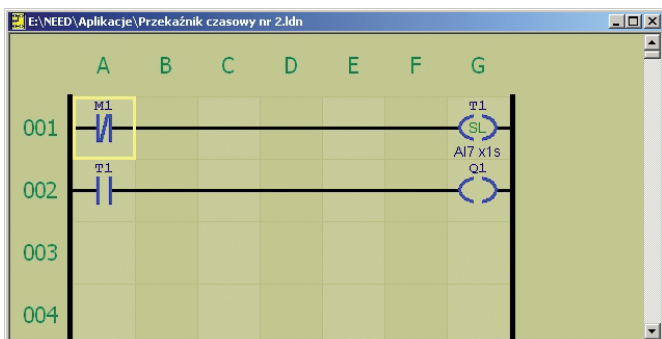 E:\NEED\Aplikacje\Przekaźnik czasowy nr 2.ldn
A B C D E F G
M1 T1
001 SL
AI7 x1s
T1 Q1
002
003
004